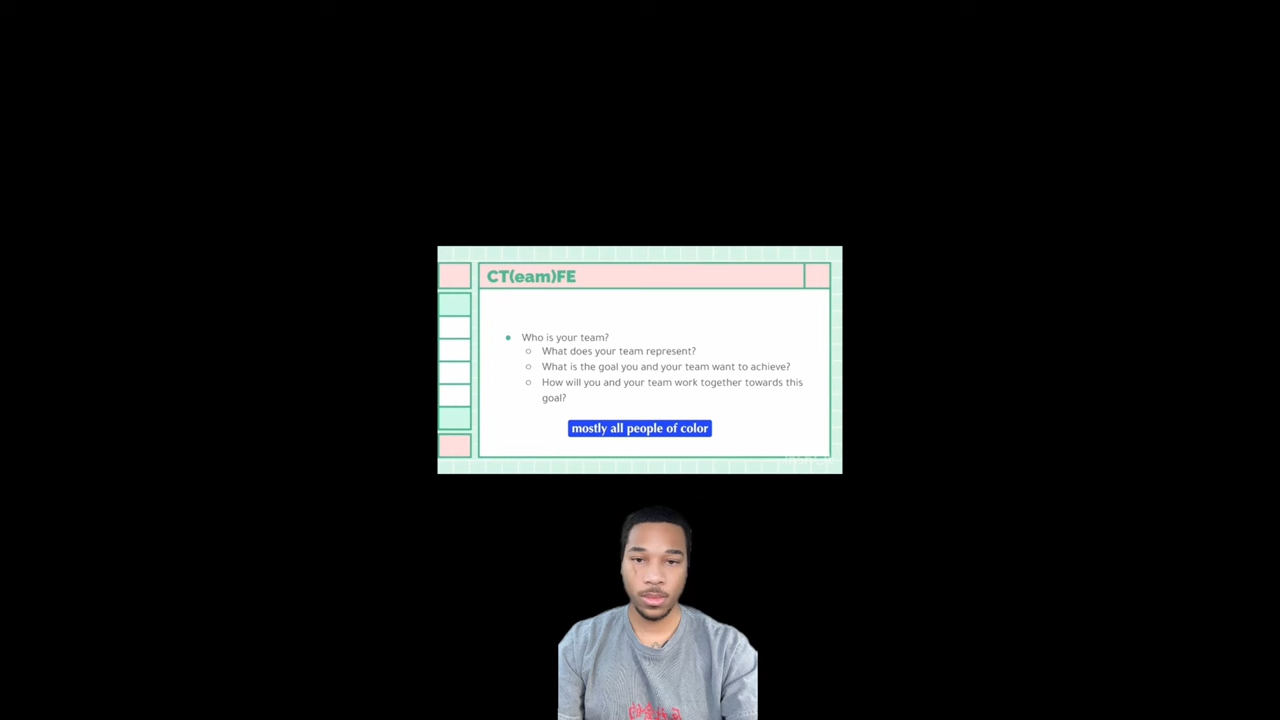 CT(eam)FE
Who is your team?
What does your team represent?
What is the goal you and your team want to achieve?
How will you and your team work together towards this
goal?
mostly all people of color